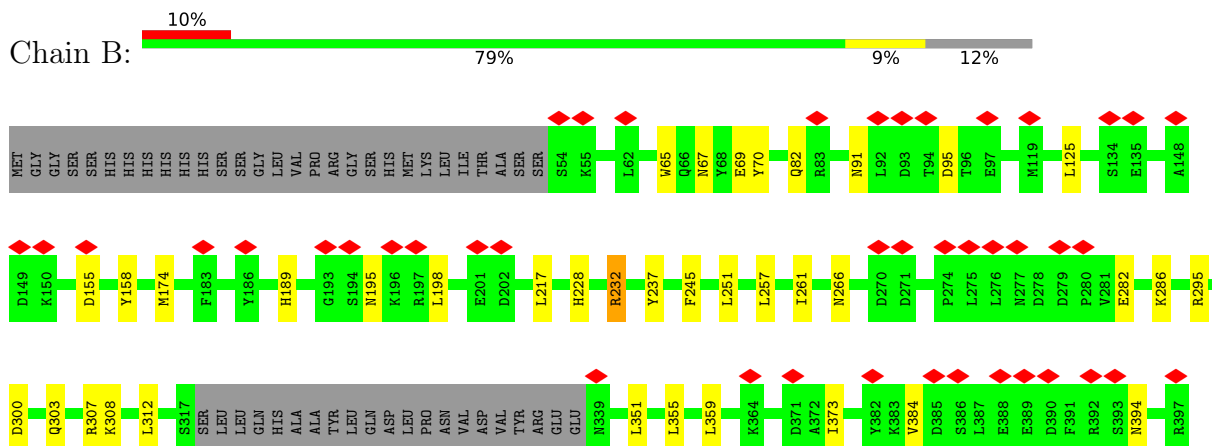 10%
Chain B:
79% 9% 12%
MET GLY GLY SER SER HIS HIS HIS HIS HIS HIS SER SER GLY LEU VAL PRO ARG GLY SER HIS MET LYS LEU ILE THR ALA SER SER S54 K55 L62 W65 Q66 N67 Y68 E69 Y70 Q82 R83 N91 L92 D93 T94 D95 T96 E97 M119 L125 S134 E135 A148
D149 K150 D155 Y158 M174 F183 Y186 H189 G193 S194 N195 K196 R197 L198 E201 D202 L217 H228 R232 Y237 F245 L251 L257 I261 N266 D270 D271 P274 L275 L276 N277 D278 D279 P280 V281 E282 K286 R295
D300 Q303 R307 K308 L312 S317 SER LEU LEU GLN HIS ALA ALA TYR LEU GLN ASP LEU PRO ASN VAL ASP VAL TYR ARG GLU GLU N339 L351 L355 L359 K364 D371 A372 I373 Y382 K383 V384 D385 S386 L387 E388 E389 D390 F391 R392 S393 N394 R397